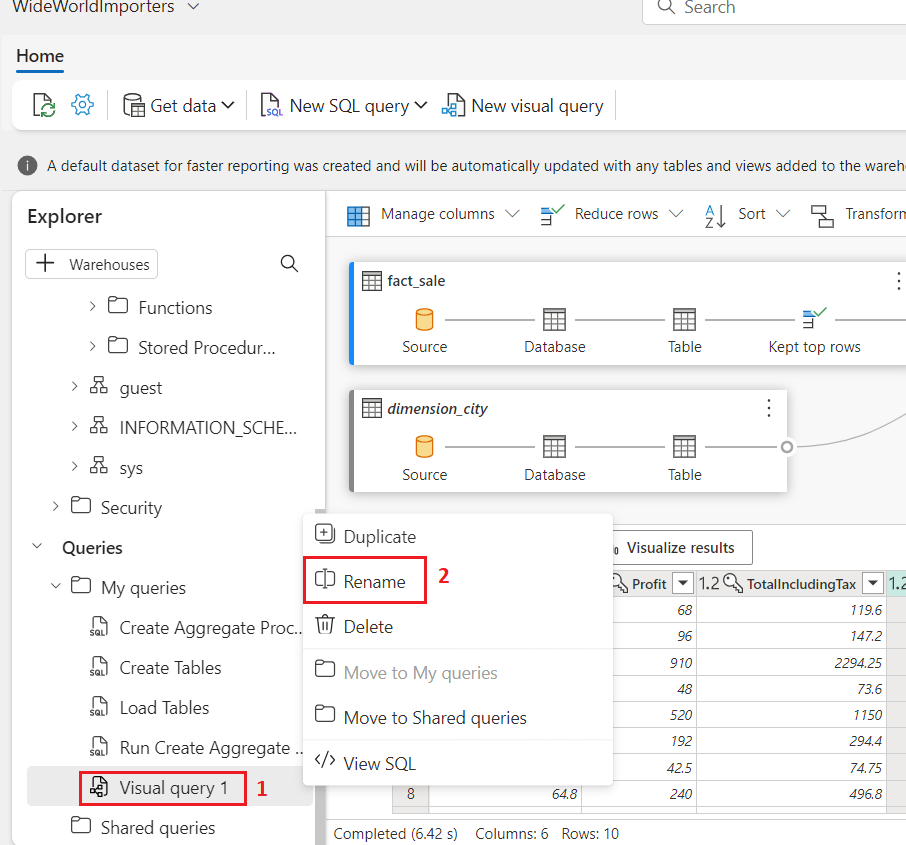 WideWorldImporters
Search
Home
Get data
New SQL query
New visual query
A default dataset for faster reporting was created and will be automatically updated with any tables and views added to the wareh
Explorer
Warehouses
Functions
Stored Procedur...
guest
INFORMATION_SCHE...
sys
Security
Queries
My queries
Create Aggregate Proc...
Create Tables
Load Tables
Run Create Aggregate ...
Visual query 1
1
Shared queries
Manage columns
Reduce rows
Sort
Transform
fact_sale
Source
Database
Table
Kept top rows
dimension_city
Source
Database
Table
Duplicate
Rename
2
Delete
Move to My queries
Move to Shared queries
View SQL
Visualize results
Profit 1.2 TotalIncludingTax 1.2
68 119.6
96 147.2
910 2294.25
48 73.6
520 1150
192 294.4
42.5 74.75
8 64.8 240 496.8
Completed (6.42 s) Columns: 6 Rows: 10